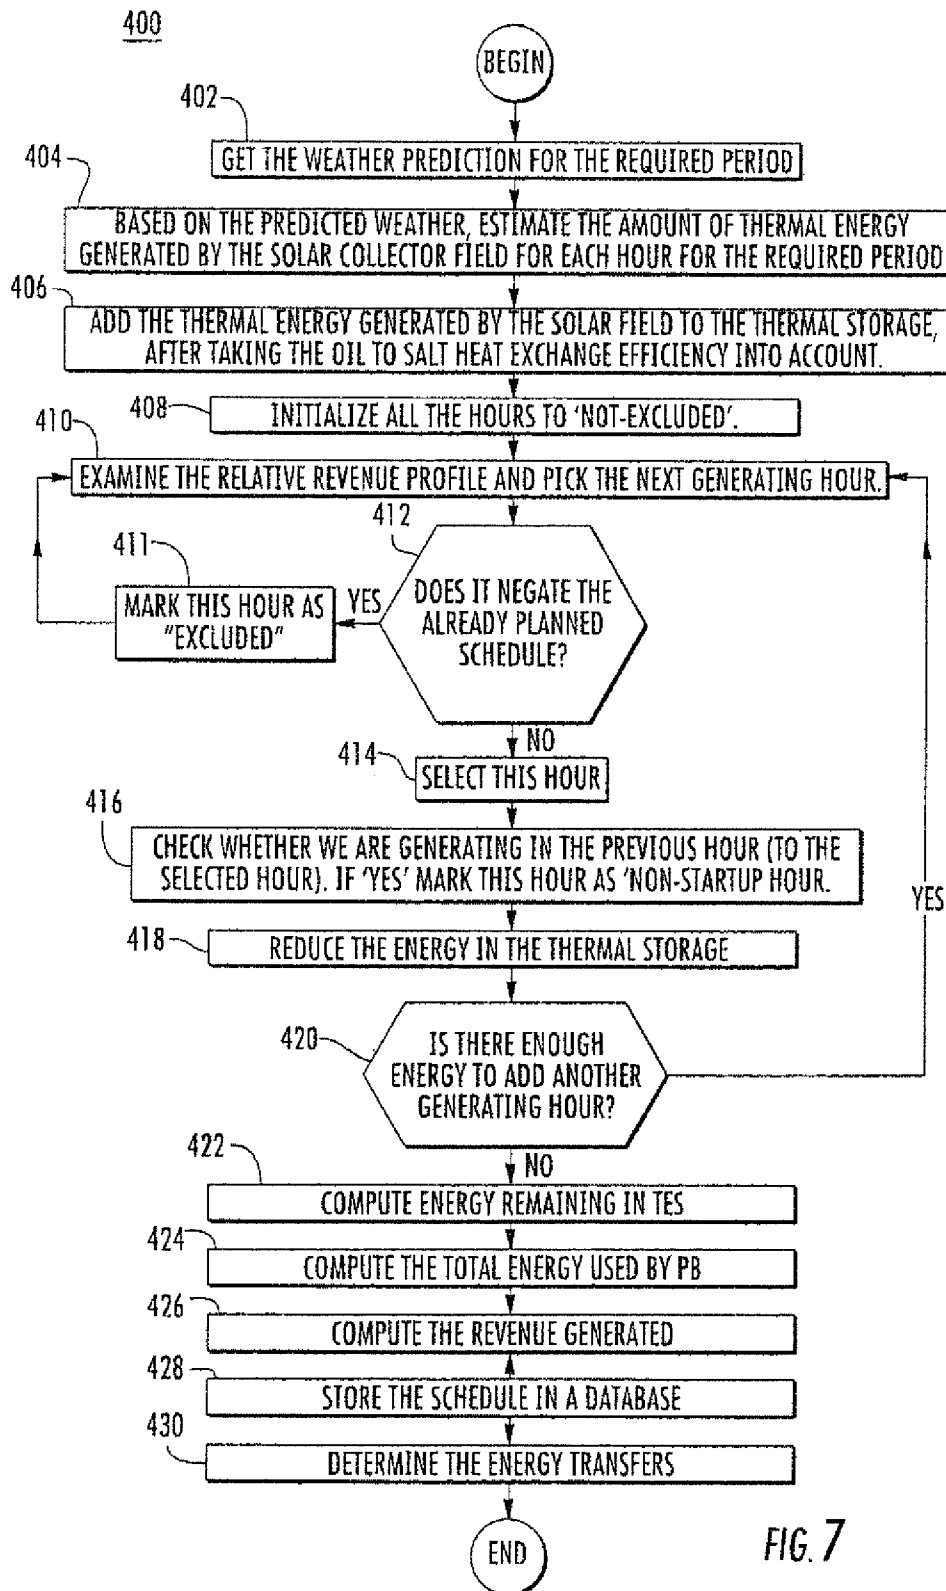 400
BEGIN
402
GET THE WEATHER PREDICTION FOR THE REQUIRED PERIOD
404
BASED ON THE PREDICTED WEATHER, ESTIMATE THE AMOUNT OF THERMAL ENERGY
GENERATED BY THE SOLAR COLLECTOR FIELD FOR EACH HOUR FOR THE REQUIRED PERIOD
406
ADD THE THERMAL ENERGY GENERATED BY THE SOLAR FIELD TO THE THERMAL STORAGE,
AFTER TAKING THE OIL TO SALT HEAT EXCHANGE EFFICIENCY INTO ACCOUNT.
408
INITIALIZE ALL THE HOURS TO 'NOT-EXCLUDED'.
410
EXAMINE THE RELATIVE REVENUE PROFILE AND PICK THE NEXT GENERATING HOUR.
412
DOES IT NEGATE THE
ALREADY PLANNED
SCHEDULE?
YES
411
MARK THIS HOUR AS
"EXCLUDED"
NO
414
SELECT THIS HOUR
416
CHECK WHETHER WE ARE GENERATING IN THE PREVIOUS HOUR (TO THE
SELECTED HOUR). IF 'YES' MARK THIS HOUR AS 'NON-STARTUP HOUR.
YES
418
REDUCE THE ENERGY IN THE THERMAL STORAGE
420
IS THERE ENOUGH
ENERGY TO ADD ANOTHER
GENERATING HOUR?
NO
422
COMPUTE ENERGY REMAINING IN TES
424
COMPUTE THE TOTAL ENERGY USED BY PB
426
COMPUTE THE REVENUE GENERATED
428
STORE THE SCHEDULE IN A DATABASE
430
DETERMINE THE ENERGY TRANSFERS
END
FIG. 7